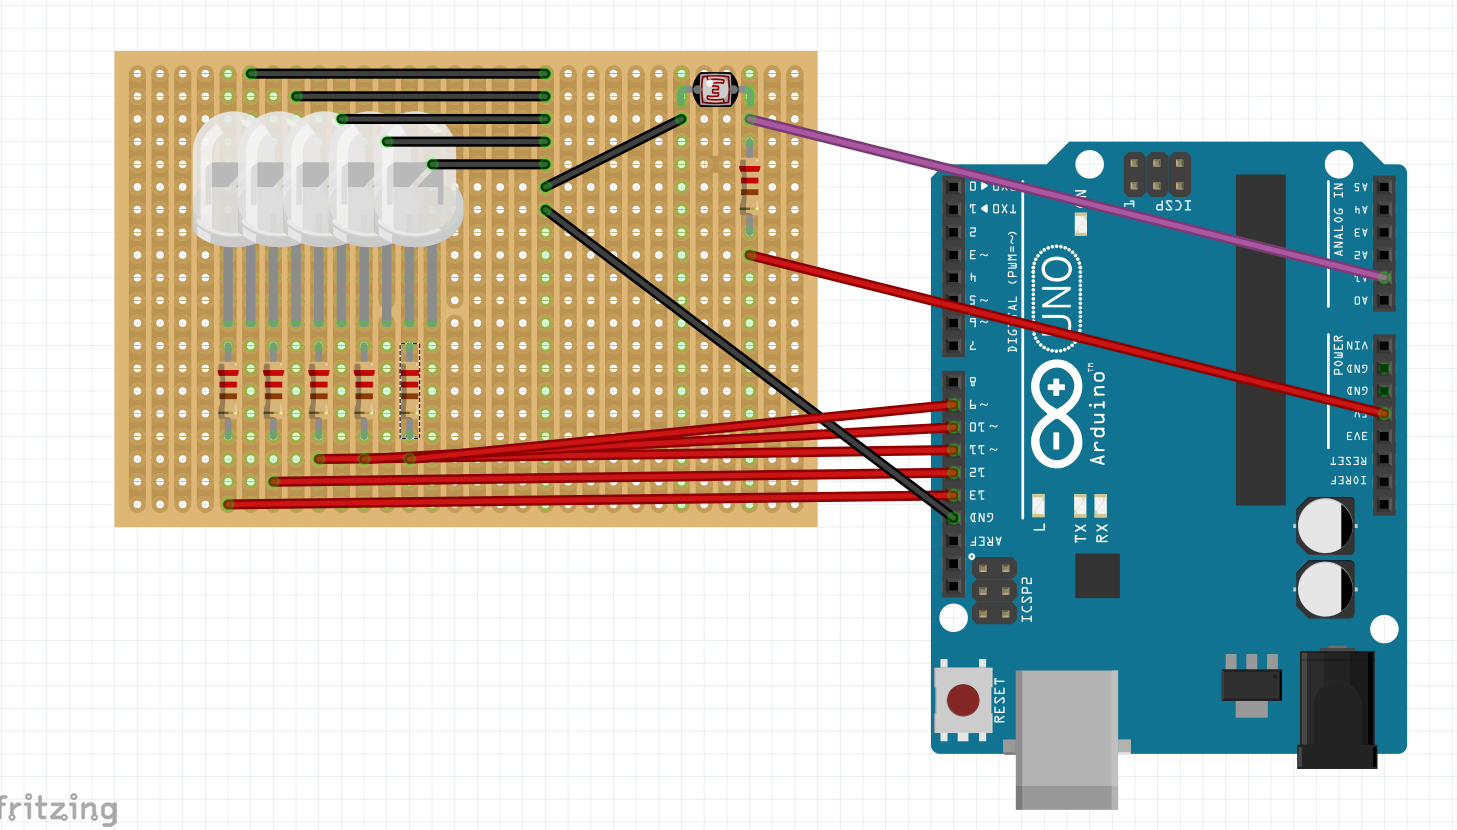 0
RX0
TX0
1
2
3 ~
4
5 ~
6 ~
7
DIGITAL (PWM=~)
ON
1
ICSP
UNO
Arduino™
8
9 ~
10 ~
11 ~
12
13
GND
AREF
L
TX
RX
ICSP2
RESET
ANALOG IN
A5
A4
A3
A2
A1
A0
POWER
VIN
GND
GND
5V
3V3
RESET
IOREF
fritzing